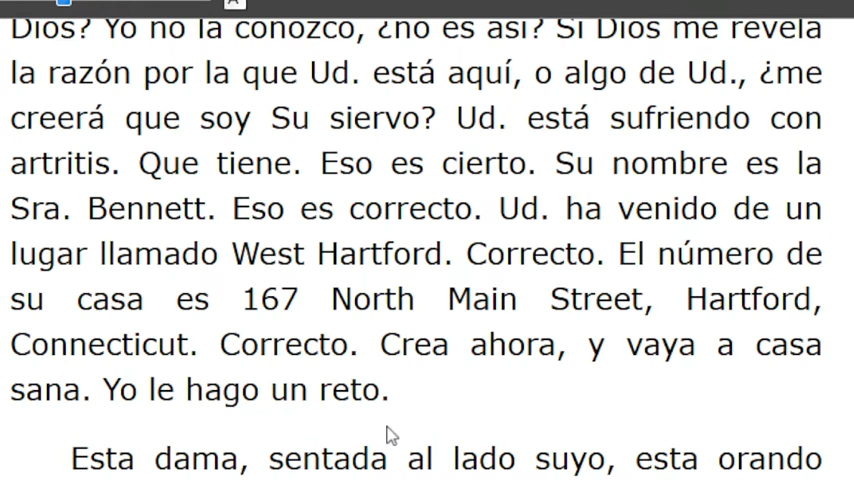 Dios? Yo no la conozco, ¿no es así? Si Dios me revela
la razón por la que Ud. está aquí, o algo de Ud., ¿me
creerá que soy Su siervo? Ud. está sufriendo con
artritis. Que tiene. Eso es cierto. Su nombre es la
Sra. Bennett. Eso es correcto. Ud. ha venido de un
lugar llamado West Hartford. Correcto. El número de
su casa es 167 North Main Street, Hartford,
Connecticut. Correcto. Crea ahora, y vaya a casa
sana. Yo le hago un reto.
Esta dama, sentada al lado suyo, esta orando